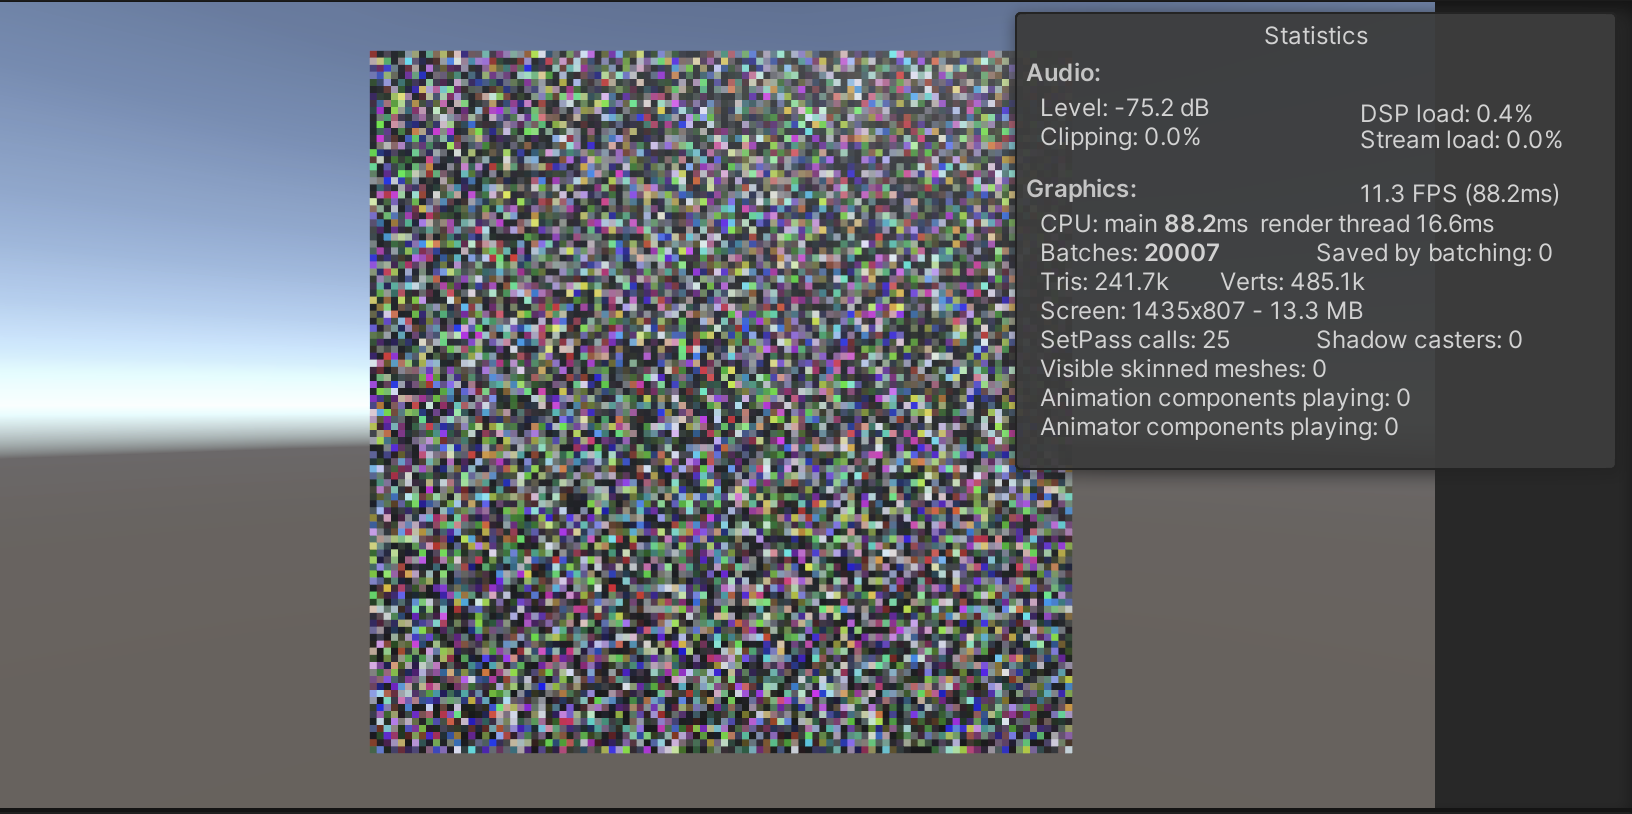 Statistics
Audio:
Level: -75.2 dB
DSP load: 0.4%
Clipping: 0.0%
Stream load: 0.0%
Graphics:
11.3 FPS (88.2ms)
CPU: main 88.2ms render thread 16.6ms
Batches: 20007 Saved by batching: 0
Tris: 241.7k Verts: 485.1k
Screen: 1435x807 - 13.3 MB
SetPass calls: 25 Shadow casters: 0
Visible skinned meshes: 0
Animation components playing: 0
Animator components playing: 0